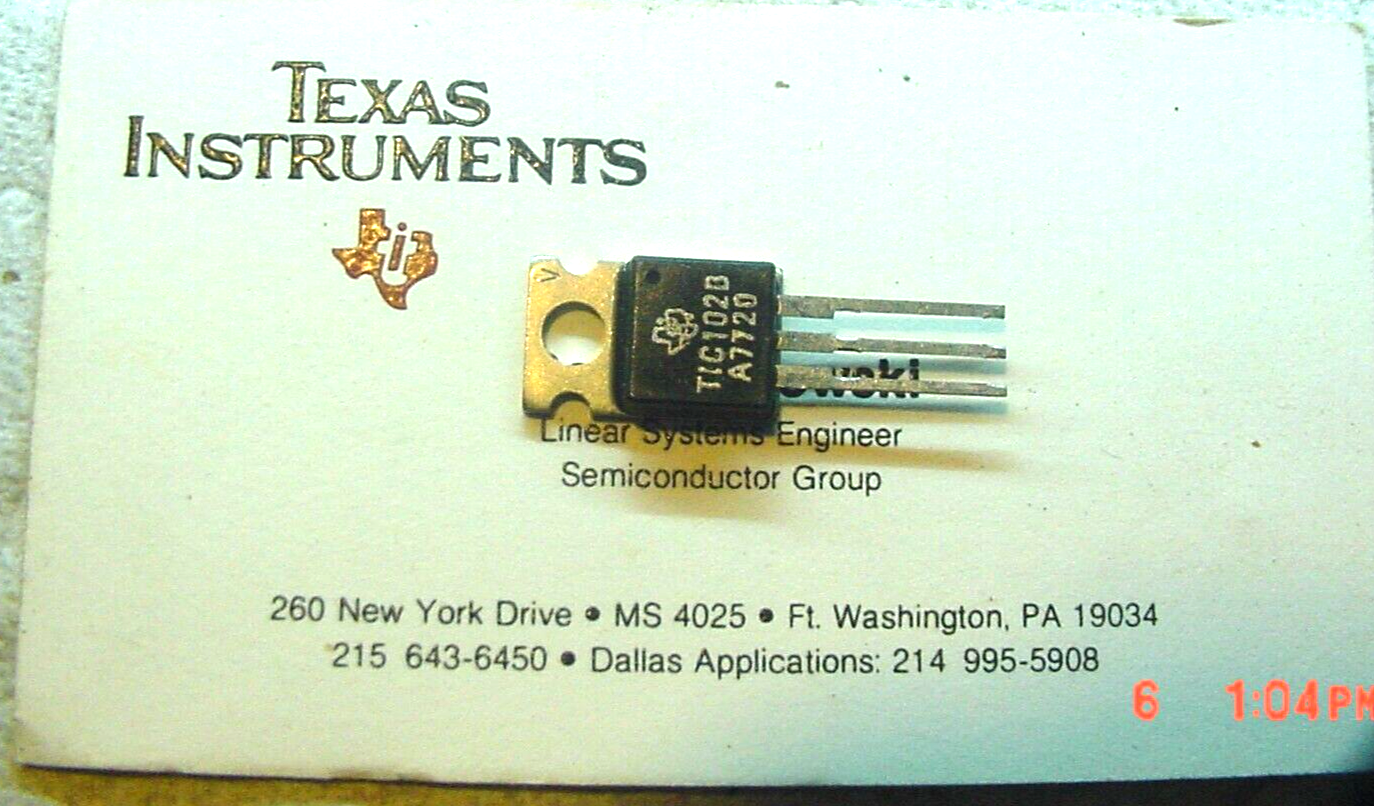 TEXAS
INSTRUMENTS
TIC102B
A7720
Linear Systems Engineer
Semiconductor Group
260 New York Drive • MS 4025 • Ft. Washington, PA 19034
215 643-6450 • Dallas Applications: 214 995-5908
6 1:04PM